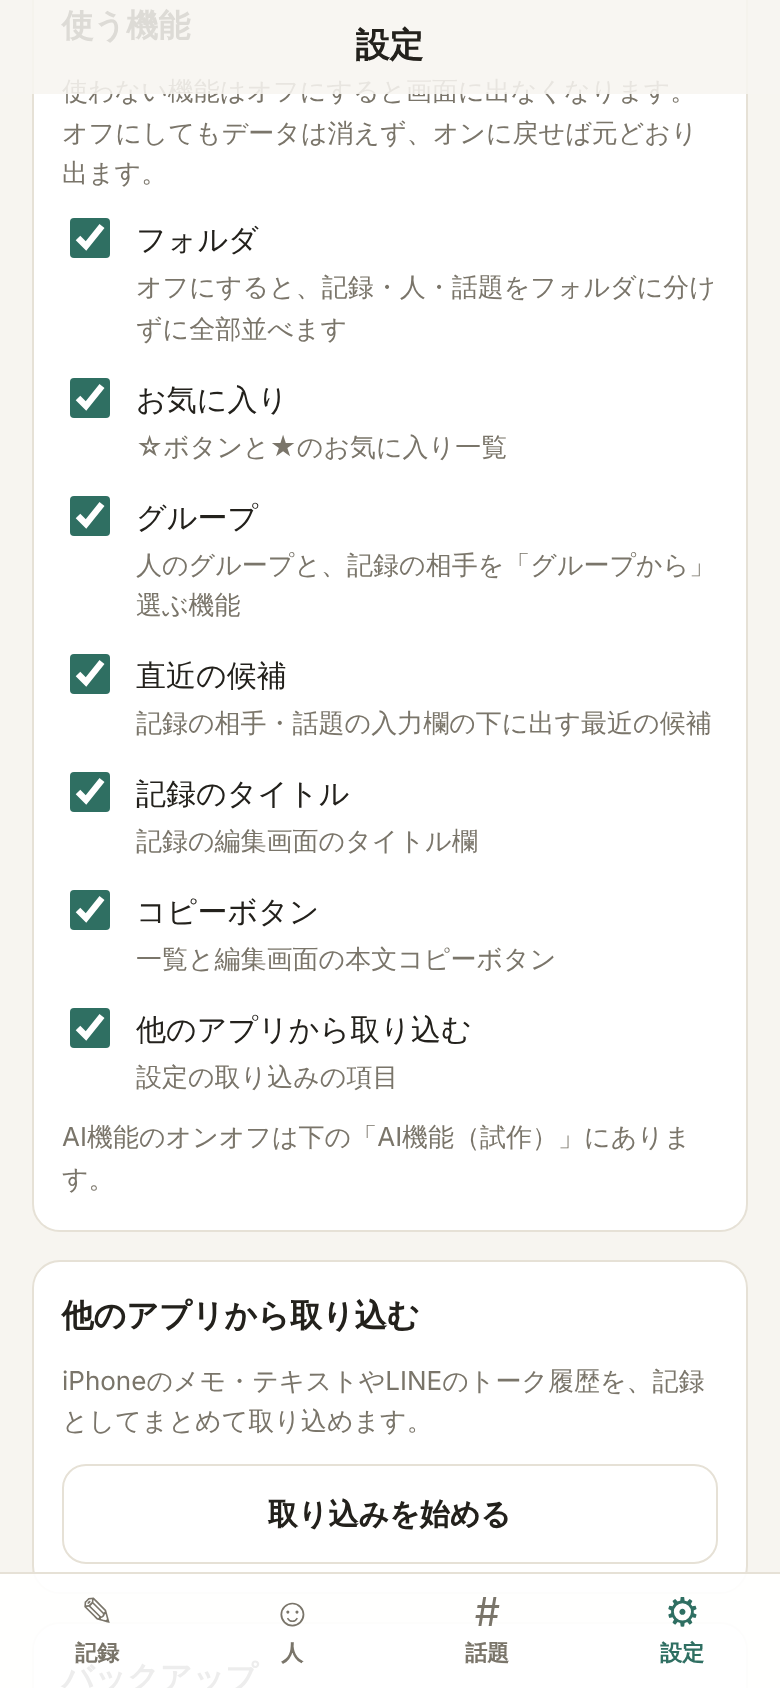 使う機能
設定
使わない機能はオフにすると画面に出なくなります。
オフにしてもデータは消えず、オンに戻せば元どおり
出ます。
フォルダ
オフにすると、記録・人・話題をフォルダに分け
ずに全部並べます
お気に入り
☆ボタンと★のお気に入り一覧
グループ
人のグループと、記録の相手を「グループから」
選ぶ機能
直近の候補
記録の相手・話題の入力欄の下に出す最近の候補
記録のタイトル
記録の編集画面のタイトル欄
コピーボタン
一覧と編集画面の本文コピーボタン
他のアプリから取り込む
設定の取り込みの項目
AI機能のオンオフは下の「AI機能（試作）」にありま
す。
他のアプリから取り込む
iPhoneのメモ・テキストやLINEのトーク履歴を、記録
としてまとめて取り込めます。
取り込みを始める
記録
人
#
話題
設定
バックアップ